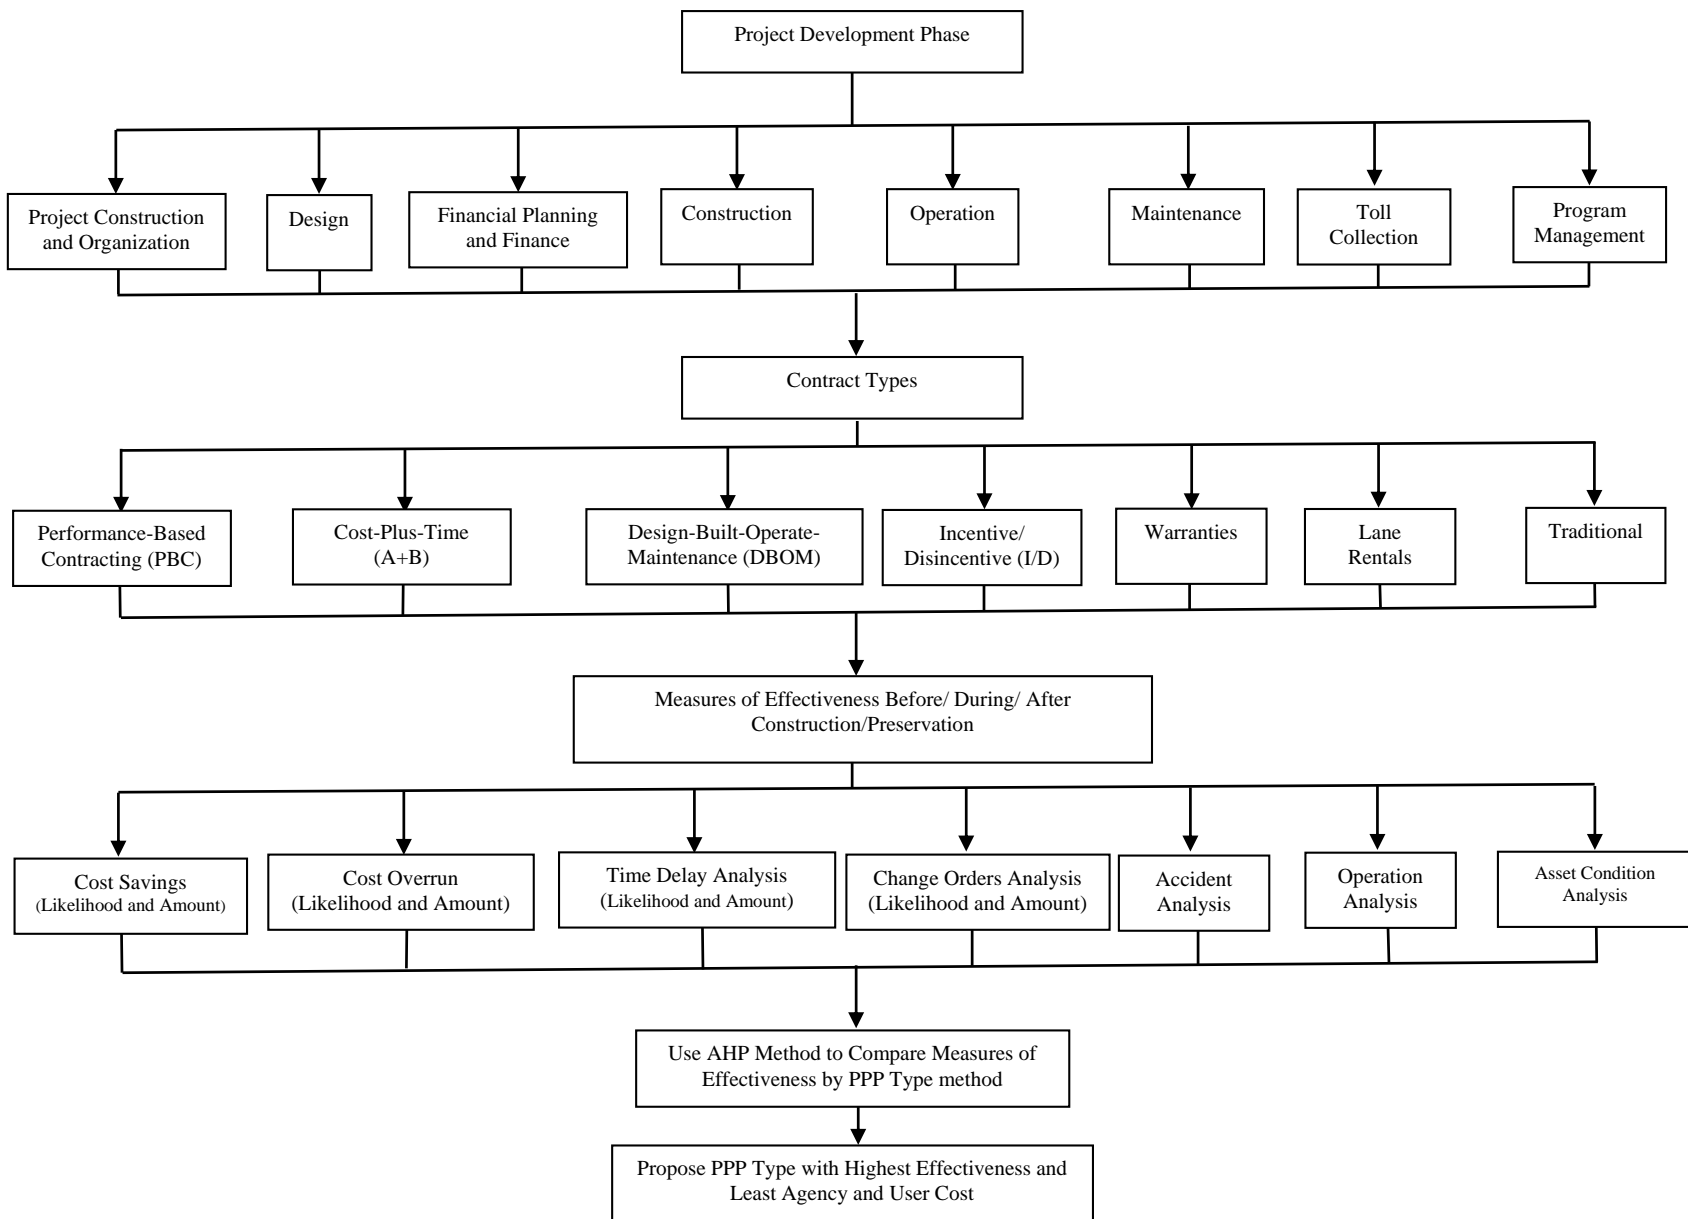 Project Development Phase
Project Construction
and Organization
Design
Financial Planning
and Finance
Construction
Operation
Maintenance
Toll
Collection
Program
Management
Contract Types
Performance-Based
Contracting (PBC)
Cost-Plus-Time
(A+B)
Design-Built-Operate-
Maintenance (DBOM)
Incentive/
Disincentive (I/D)
Warranties
Lane
Rentals
Traditional
Measures of Effectiveness Before/ During/ After
Construction/Preservation
Cost Savings
(Likelihood and Amount)
Cost Overrun
(Likelihood and Amount)
Time Delay Analysis
(Likelihood and Amount)
Change Orders Analysis
(Likelihood and Amount)
Accident
Analysis
Operation
Analysis
Asset Condition
Analysis
Use AHP Method to Compare Measures of
Effectiveness by PPP Type method
Propose PPP Type with Highest Effectiveness and
Least Agency and User Cost